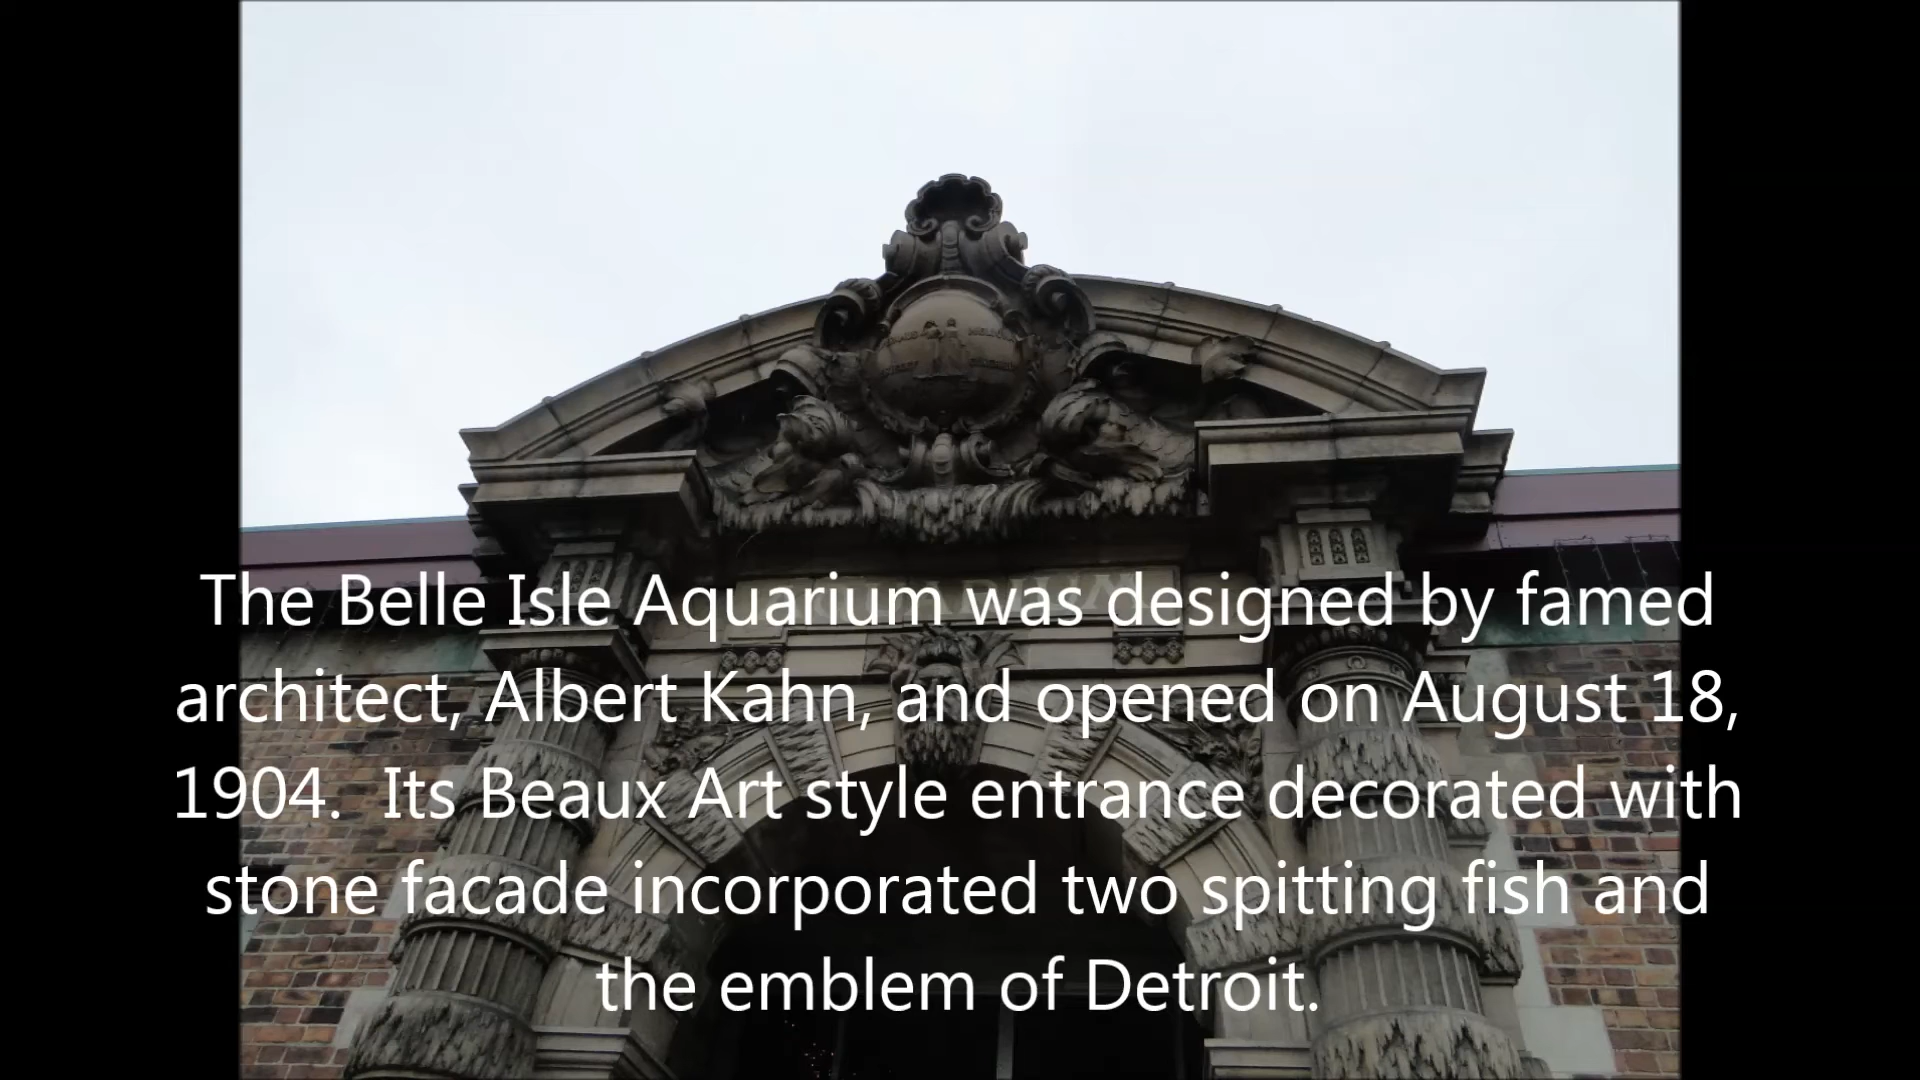 The Belle Isle Aquarium was designed by famed
architect, Albert Kahn, and opened on August 18,
1904.  Its Beaux Art style entrance decorated with
stone facade incorporated two spitting fish and
the emblem of Detroit.